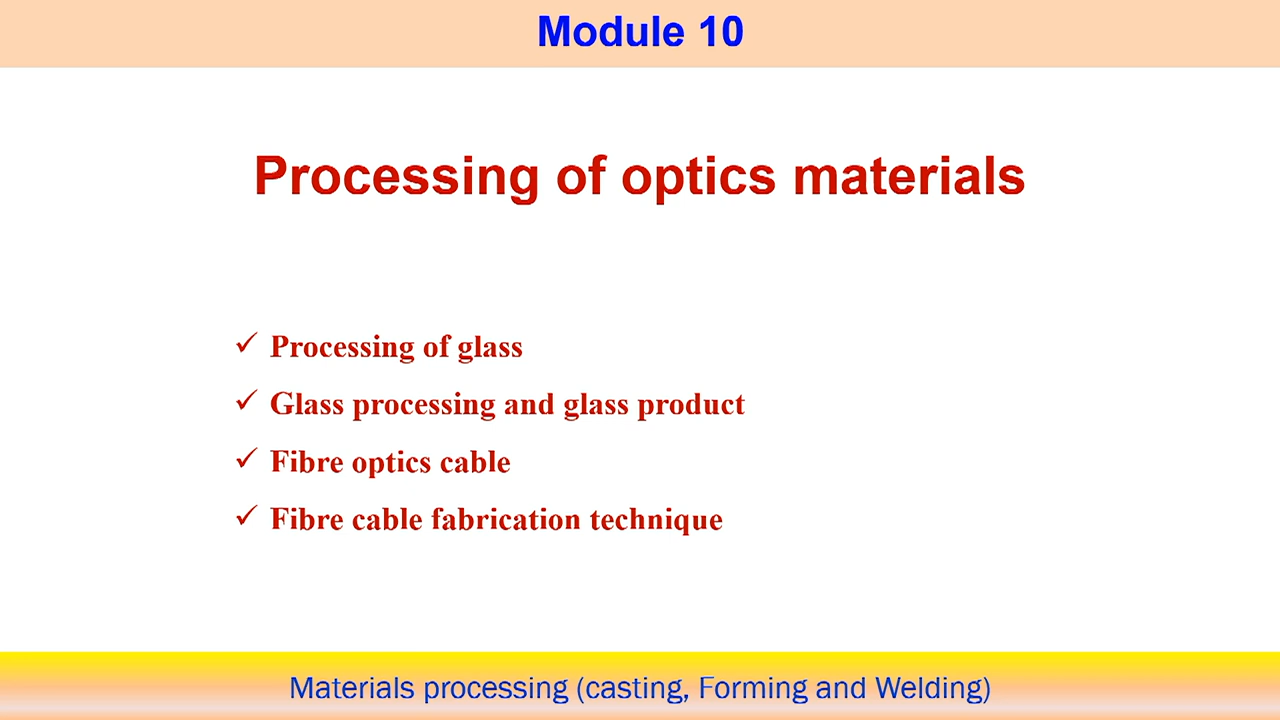 Module 10
Processing of optics materials
✓ Processing of glass
✓ Glass processing and glass product
✓ Fibre optics cable
✓ Fibre cable fabrication technique
Materials processing (casting, Forming and Welding)